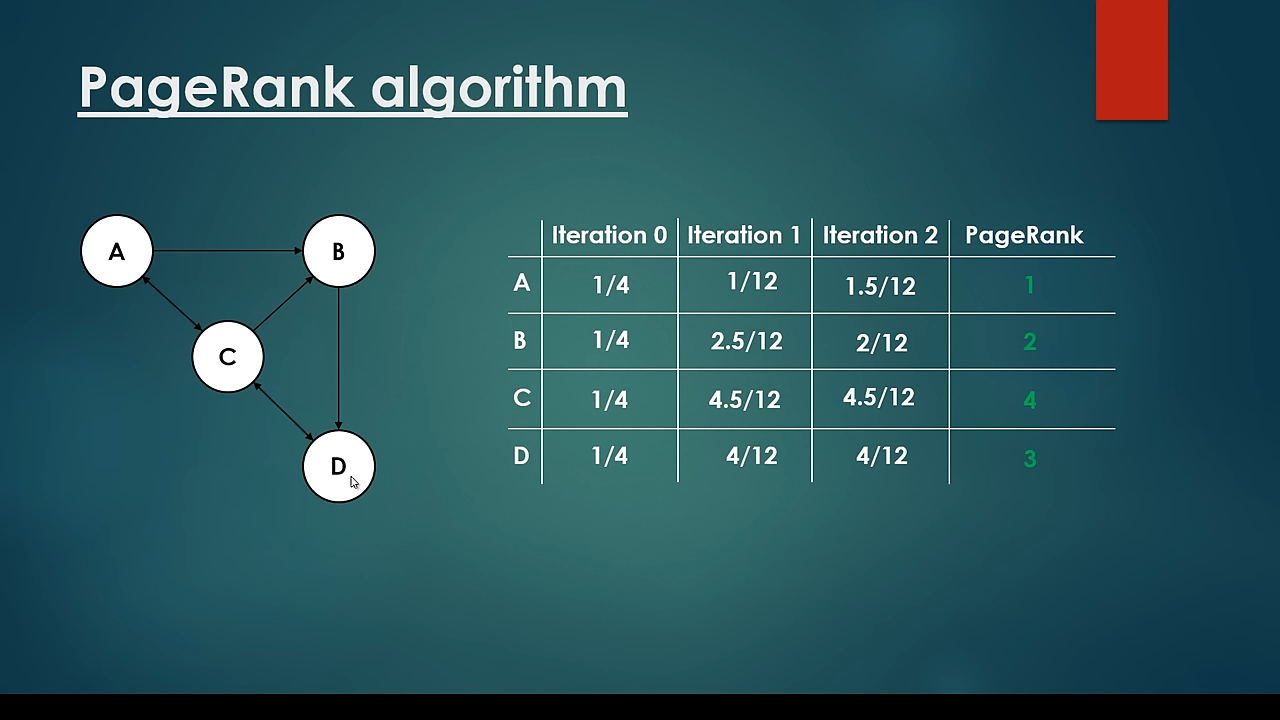 PageRank algorithm
A
B
C
D
Iteration 0 Iteration 1 Iteration 2 PageRank
A 1/4 1/12 1.5/12 1
B 1/4 2.5/12 2/12 2
C 1/4 4.5/12 4.5/12 4
D 1/4 4/12 4/12 3